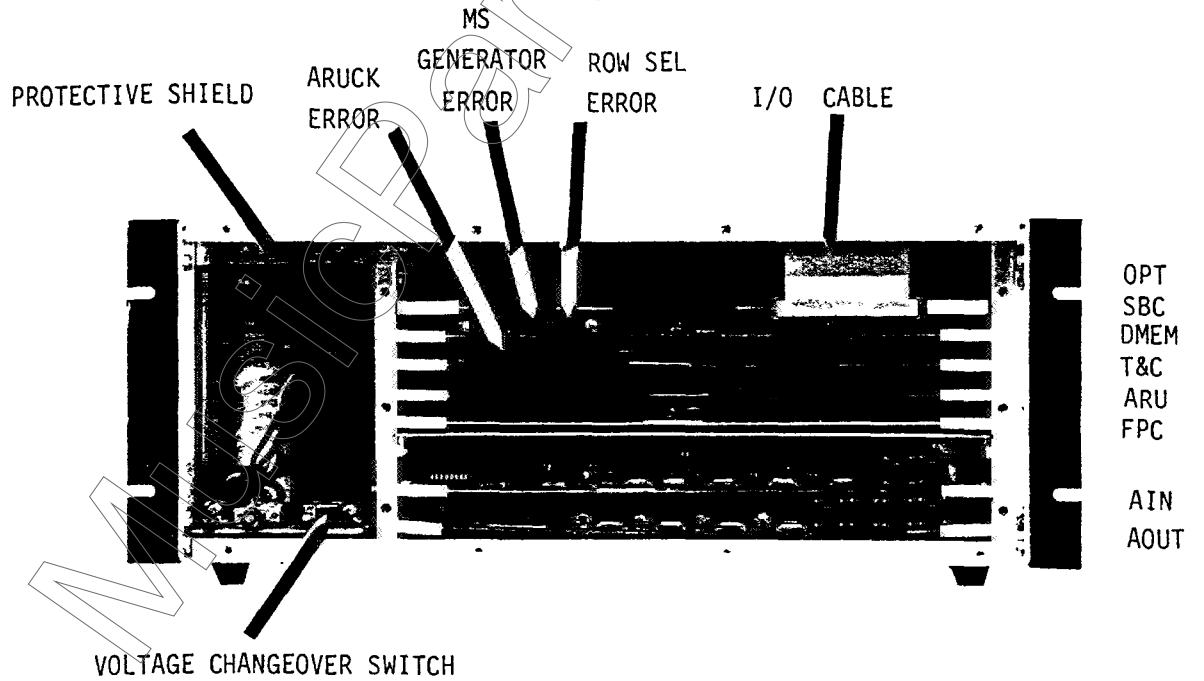 MS
GENERATOR
ERROR
ROW SEL
ERROR
ARUCK
ERROR
PROTECTIVE SHIELD
I/O CABLE
OPT
SBC
DMEM
T&C
ARU
FPC
AIN
AOUT
VOLTAGE CHANGEOVER SWITCH